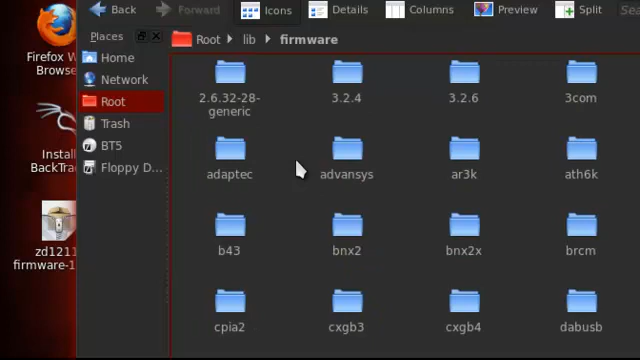 Back
Forward
Icons
Details
Columns
Preview
Split
Places
Root
lib
firmware
Home
Network
Root
Trash
BT5
Floppy D...
2.6.32-28-
generic
3.2.4
3.2.6
3com
adaptec
advansys
ar3k
ath6k
b43
bnx2
bnx2x
brcm
cpia2
cxgb3
cxgb4
dabusb
Firefox W
Browse
Install
BackTra
zd1211
firmware-1